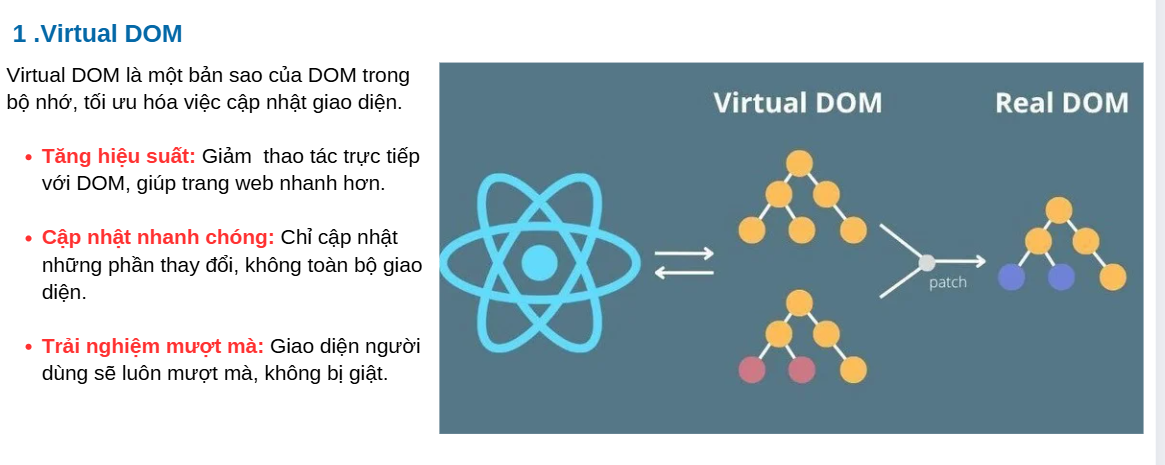 1 .Virtual DOM
Virtual DOM là một bản sao của DOM trong
bộ nhớ, tối ưu hóa việc cập nhật giao diện.
• Tăng hiệu suất: Giảm  thao tác trực tiếp
với DOM, giúp trang web nhanh hơn.
• Cập nhật nhanh chóng: Chỉ cập nhật
những phần thay đổi, không toàn bộ giao
diện.
• Trải nghiệm mượt mà: Giao diện người
dùng sẽ luôn mượt mà, không bị giật.
Virtual DOM
Real DOM
patch